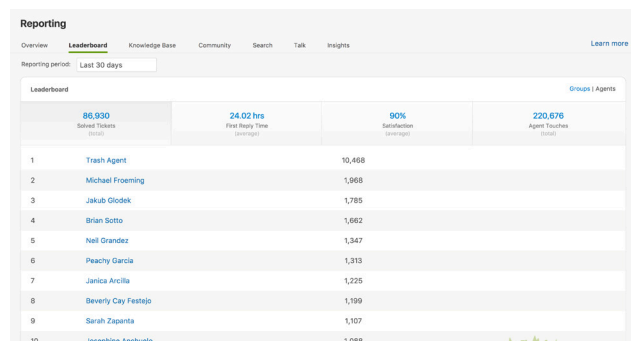 Reporting
Overview Leaderboard Knowledge Base Community Search Talk Insights Learn more
Reporting period: Last 30 days
Leaderboard Groups | Agents
86,930 24.02 hrs 90% 220,676
Solved Tickets First Reply Time Satisfaction Agent Touches
(total) (average) (average) (total)
1 Trash Agent 10,468
2 Michael Froeming 1,968
3 Jakub Glodek 1,785
4 Brian Sotto 1,662
5 Neil Grandez 1,347
6 Peachy Garcia 1,313
7 Janica Arcilla 1,225
8 Beverly Cay Festejo 1,199
9 Sarah Zapanta 1,107
10 Josephine